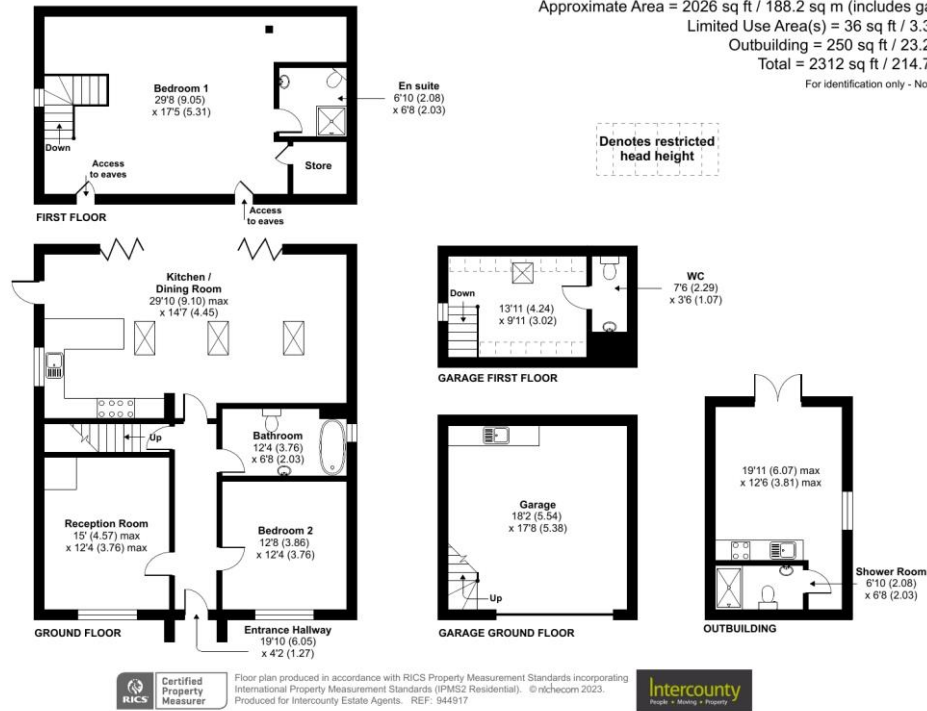 Approximate Area = 2026 sq ft / 188.2 sq m (includes ga
Limited Use Area(s) = 36 sq ft / 3.3
Outbuilding = 250 sq ft / 23.2
Total = 2312 sq ft / 214.7
For identification only - No
Denotes restricted
head height
Bedroom 1
29'8 (9.05)
x 17'5 (5.31)
En suite
6'10 (2.08)
x 6'8 (2.03)
Down
Store
Access
to eaves
Access
to eaves
FIRST FLOOR
Kitchen /
Dining Room
29'10 (9.10) max
x 14'7 (4.45)
Up
Bathroom
12'4 (3.76)
x 6'8 (2.03)
Reception Room
15' (4.57) max
x 12'4 (3.76) max
Bedroom 2
12'8 (3.86)
x 12'4 (3.76)
GROUND FLOOR
Entrance Hallway
19'10 (6.05)
x 4'2 (1.27)
Down
13'11 (4.24)
x 9'11 (3.02)
WC
7'6 (2.29)
x 3'6 (1.07)
GARAGE FIRST FLOOR
Garage
18'2 (5.54)
x 17'8 (5.38)
Up
GARAGE GROUND FLOOR
19'11 (6.07) max
x 12'6 (3.81) max
Shower Room
6'10 (2.08)
x 6'8 (2.03)
OUTBUILDING
RICS
Certified
Property
Measurer
Floor plan produced in accordance with RICS Property Measurement Standards incorporating
International Property Measurement Standards (IPMS2 Residential). © nichecom 2023.
Produced for Intercounty Estate Agents. REF: 944917
Intercounty
People • Moving • Property